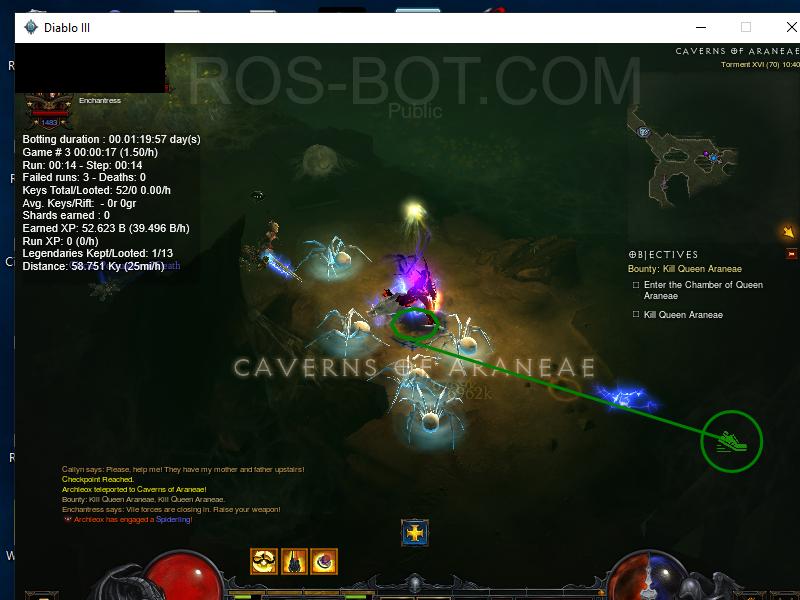 Diablo III
CAVERNS OF ARANEAE
Torment XVI (70) 10:40
ROS-BOT.COM
Public
Enchantress
1483
Botting duration : 00.01:19:57 day(s)
Game # 3 00:00:17 (1.50/h)
Run: 00:14 - Step: 00:14
Failed runs: 3 - Deaths: 0
Keys Total/Looted: 52/0 0.00/h
Avg. Keys/Rift: - 0r 0gr
Shards earned : 0
Earned XP: 52.623 B (39.496 B/h)
Run XP: 0 (0/h)
Legendaries Kept/Looted: 1/13
Distance: 58.751 Ky (25mi/h)
OBJECTIVES
Bounty: Kill Queen Araneae
Enter the Chamber of Queen
Araneae
Kill Queen Araneae
CAVERNS OF ARANEAE
Cailyn says: Please, help me! They have my mother and father upstairs!
Checkpoint Reached.
Archleox teleported to Caverns of Araneae!
Bounty: Kill Queen Araneae, Kill Queen Araneae.
Enchantress says: Vile forces are closing in. Raise your weapon!
Archleox has engaged a Spiderling!